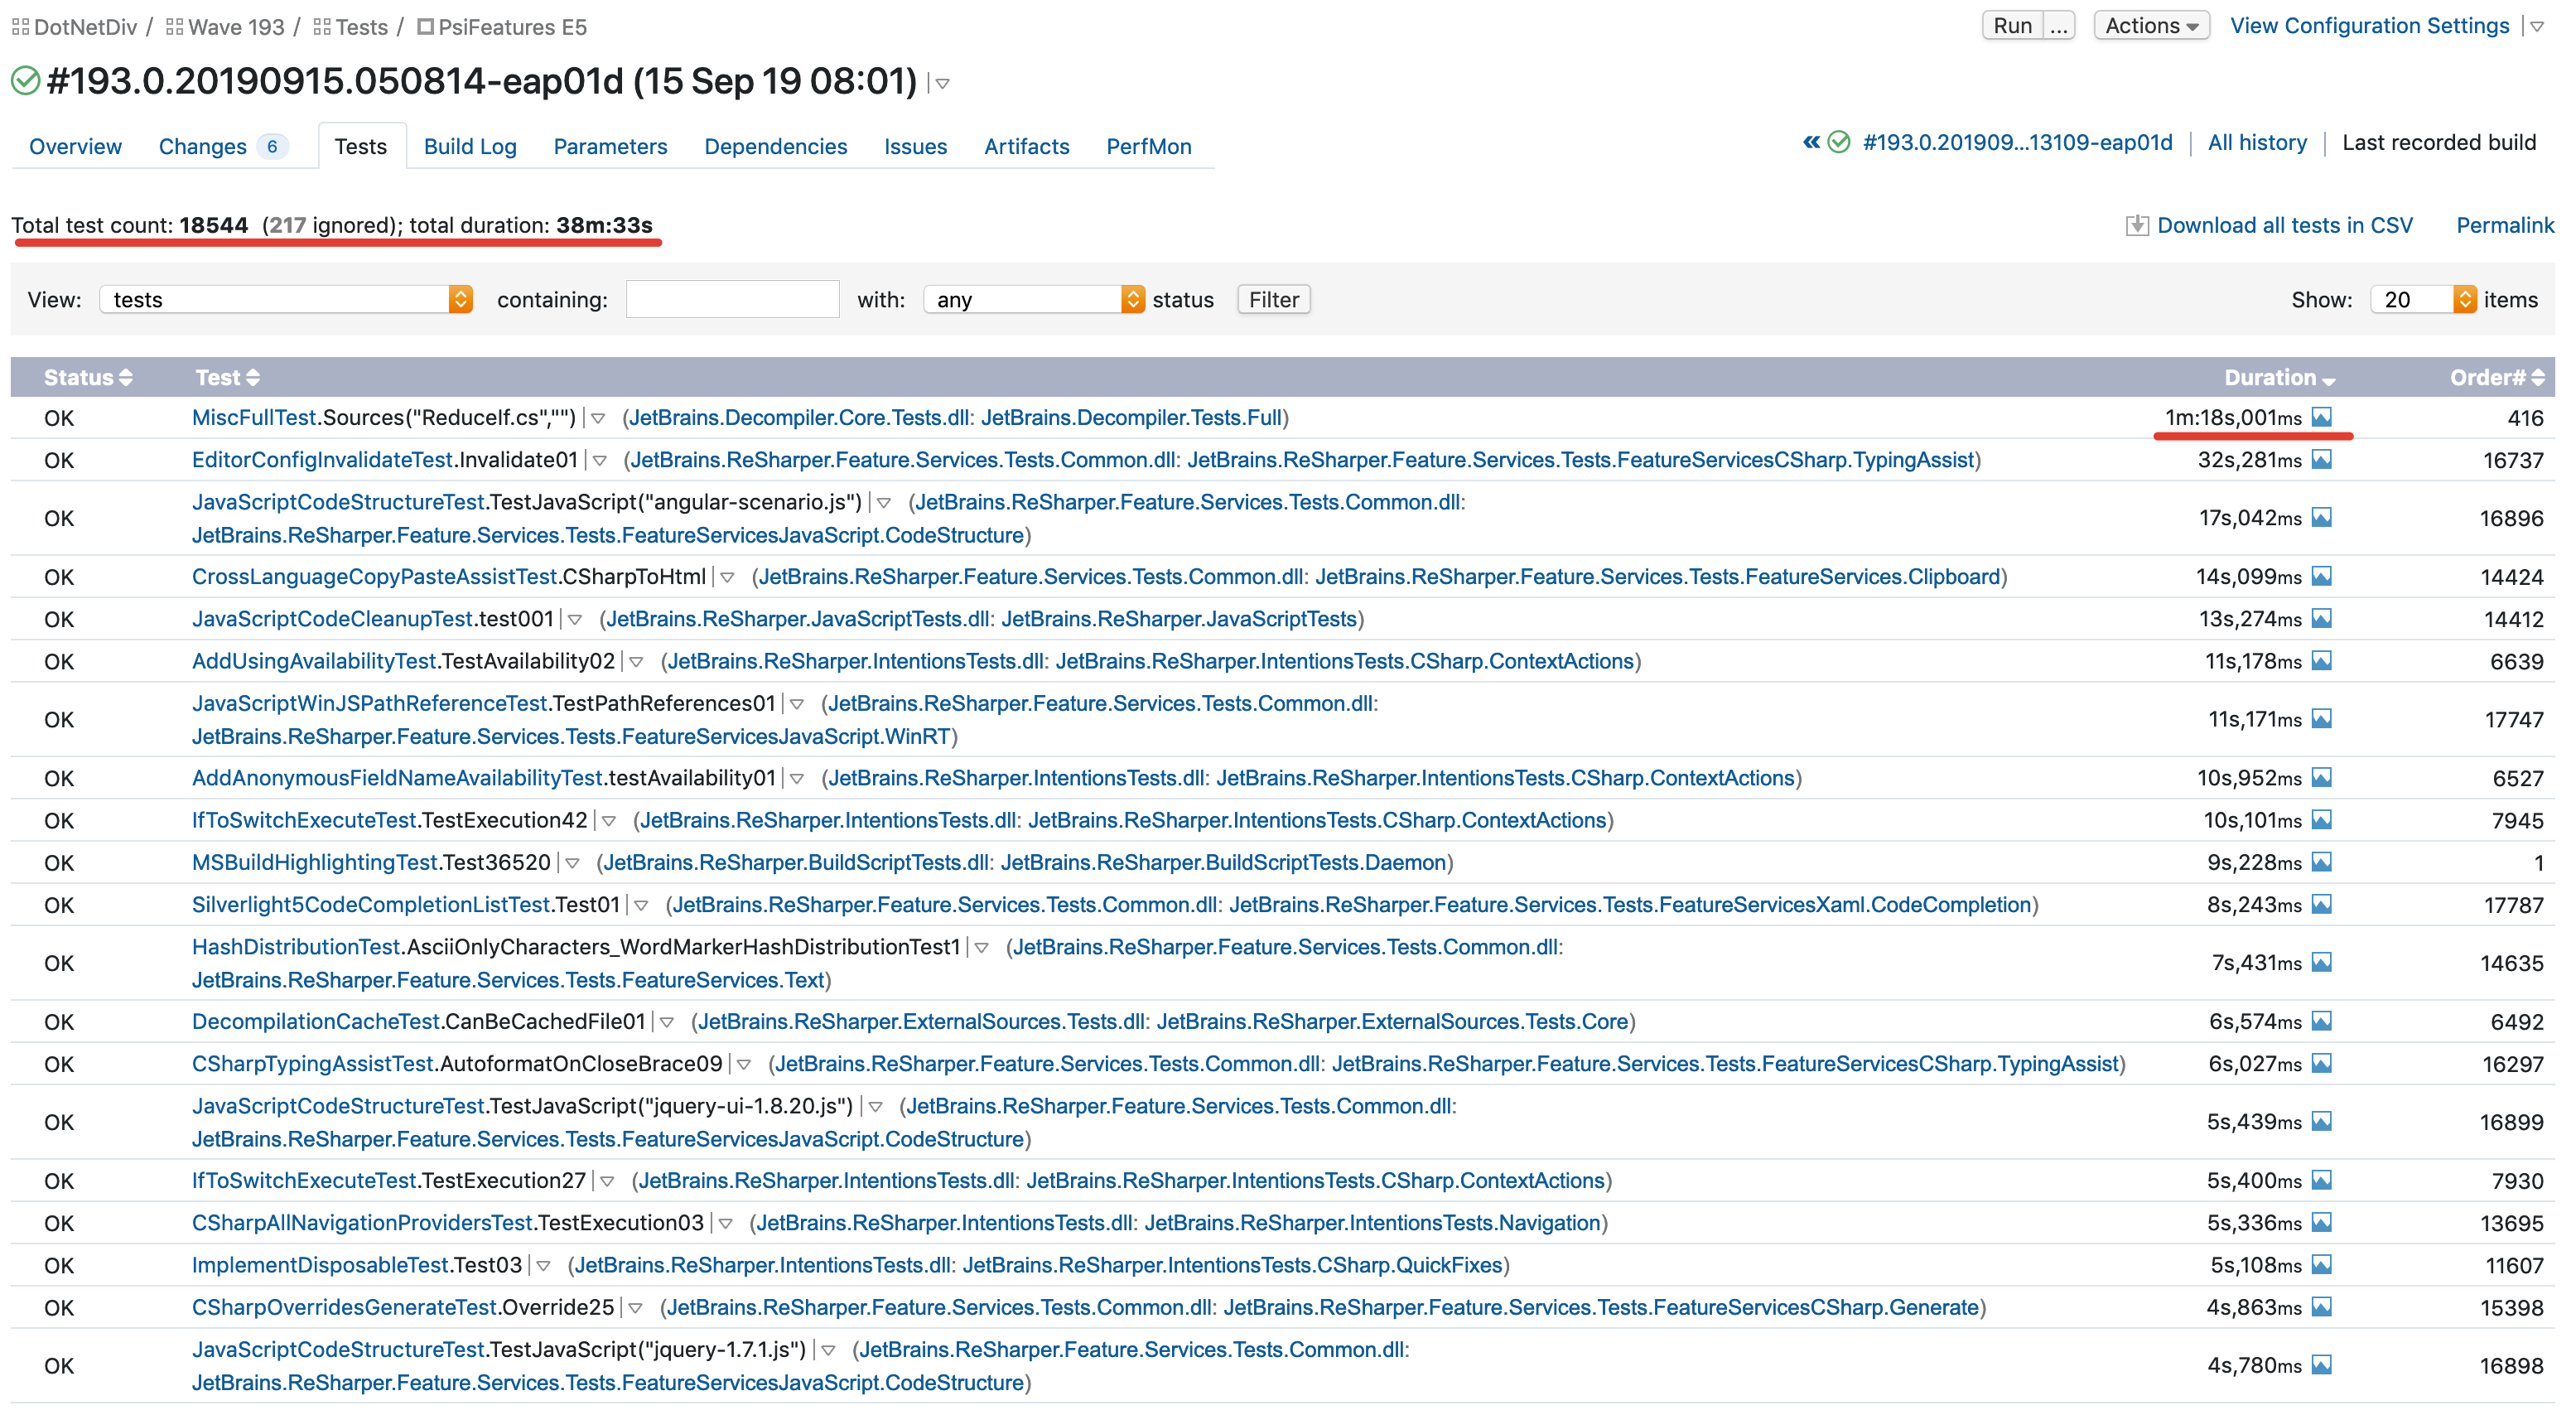 DotNetDiv / Wave 193 / Tests / PsiFeatures E5 Run ... Actions View Configuration Settings
#193.0.20190915.050814-eap01d (15 Sep 19 08:01)
Overview Changes 6 Tests Build Log Parameters Dependencies Issues Artifacts PerfMon « #193.0.201909...13109-eap01d | All history | Last recorded build
Total test count: 18544 (217 ignored); total duration: 38m:33s Download all tests in CSV Permalink
View: tests containing: with: any status Filter Show: 20 items
Status Test Duration Order#
OK MiscFullTest.Sources("ReduceIf.cs","") (JetBrains.Decompiler.Core.Tests.dll: JetBrains.Decompiler.Tests.Full) 1m:18s,001ms 416
OK EditorConfigInvalidateTest.Invalidate01 (JetBrains.ReSharper.Feature.Services.Tests.Common.dll: JetBrains.ReSharper.Feature.Services.Tests.FeatureServicesCSharp.TypingAssist) 32s,281ms 16737
OK JavaScriptCodeStructureTest.TestJavaScript("angular-scenario.js") (JetBrains.ReSharper.Feature.Services.Tests.Common.dll:
JetBrains.ReSharper.Feature.Services.Tests.FeatureServicesJavaScript.CodeStructure) 17s,042ms 16896
OK CrossLanguageCopyPasteAssistTest.CSharpToHtml (JetBrains.ReSharper.Feature.Services.Tests.Common.dll: JetBrains.ReSharper.Feature.Services.Tests.FeatureServices.Clipboard) 14s,099ms 14424
OK JavaScriptCodeCleanupTest.test001 (JetBrains.ReSharper.JavaScriptTests.dll: JetBrains.ReSharper.JavaScriptTests) 13s,274ms 14412
OK AddUsingAvailabilityTest.TestAvailability02 (JetBrains.ReSharper.IntentionsTests.dll: JetBrains.ReSharper.IntentionsTests.CSharp.ContextActions) 11s,178ms 6639
OK JavaScriptWinJSPathReferenceTest.TestPathReferences01 (JetBrains.ReSharper.Feature.Services.Tests.Common.dll:
JetBrains.ReSharper.Feature.Services.Tests.FeatureServicesJavaScript.WinRT) 11s,171ms 17747
OK AddAnonymousFieldNameAvailabilityTest.testAvailability01 (JetBrains.ReSharper.IntentionsTests.dll: JetBrains.ReSharper.IntentionsTests.CSharp.ContextActions) 10s,952ms 6527
OK IfToSwitchExecuteTest.TestExecution42 (JetBrains.ReSharper.IntentionsTests.dll: JetBrains.ReSharper.IntentionsTests.CSharp.ContextActions) 10s,101ms 7945
OK MSBuildHighlightingTest.Test36520 (JetBrains.ReSharper.BuildScriptTests.dll: JetBrains.ReSharper.BuildScriptTests.Daemon) 9s,228ms 1
OK Silverlight5CodeCompletionListTest.Test01 (JetBrains.ReSharper.Feature.Services.Tests.Common.dll: JetBrains.ReSharper.Feature.Services.Tests.FeatureServicesXaml.CodeCompletion) 8s,243ms 17787
OK HashDistributionTest.AsciiOnlyCharacters_WordMarkerHashDistributionTest1 (JetBrains.ReSharper.Feature.Services.Tests.Common.dll:
JetBrains.ReSharper.Feature.Services.Tests.FeatureServices.Text) 7s,431ms 14635
OK DecompilationCacheTest.CanBeCachedFile01 (JetBrains.ReSharper.ExternalSources.Tests.dll: JetBrains.ReSharper.ExternalSources.Tests.Core) 6s,574ms 6492
OK CSharpTypingAssistTest.AutoformatOnCloseBrace09 (JetBrains.ReSharper.Feature.Services.Tests.Common.dll: JetBrains.ReSharper.Feature.Services.Tests.FeatureServicesCSharp.TypingAssist) 6s,027ms 16297
OK JavaScriptCodeStructureTest.TestJavaScript("jquery-ui-1.8.20.js") (JetBrains.ReSharper.Feature.Services.Tests.Common.dll:
JetBrains.ReSharper.Feature.Services.Tests.FeatureServicesJavaScript.CodeStructure) 5s,439ms 16899
OK IfToSwitchExecuteTest.TestExecution27 (JetBrains.ReSharper.IntentionsTests.dll: JetBrains.ReSharper.IntentionsTests.CSharp.ContextActions) 5s,400ms 7930
OK CSharpAllNavigationProvidersTest.TestExecution03 (JetBrains.ReSharper.IntentionsTests.dll: JetBrains.ReSharper.IntentionsTests.Navigation) 5s,336ms 13695
OK ImplementDisposableTest.Test03 (JetBrains.ReSharper.IntentionsTests.dll: JetBrains.ReSharper.IntentionsTests.CSharp.QuickFixes) 5s,108ms 11607
OK CSharpOverridesGenerateTest.Override25 (JetBrains.ReSharper.Feature.Services.Tests.Common.dll: JetBrains.ReSharper.Feature.Services.Tests.FeatureServicesCSharp.Generate) 4s,863ms 15398
OK JavaScriptCodeStructureTest.TestJavaScript("jquery-1.7.1.js") (JetBrains.ReSharper.Feature.Services.Tests.Common.dll:
JetBrains.ReSharper.Feature.Services.Tests.FeatureServicesJavaScript.CodeStructure) 4s,780ms 16898